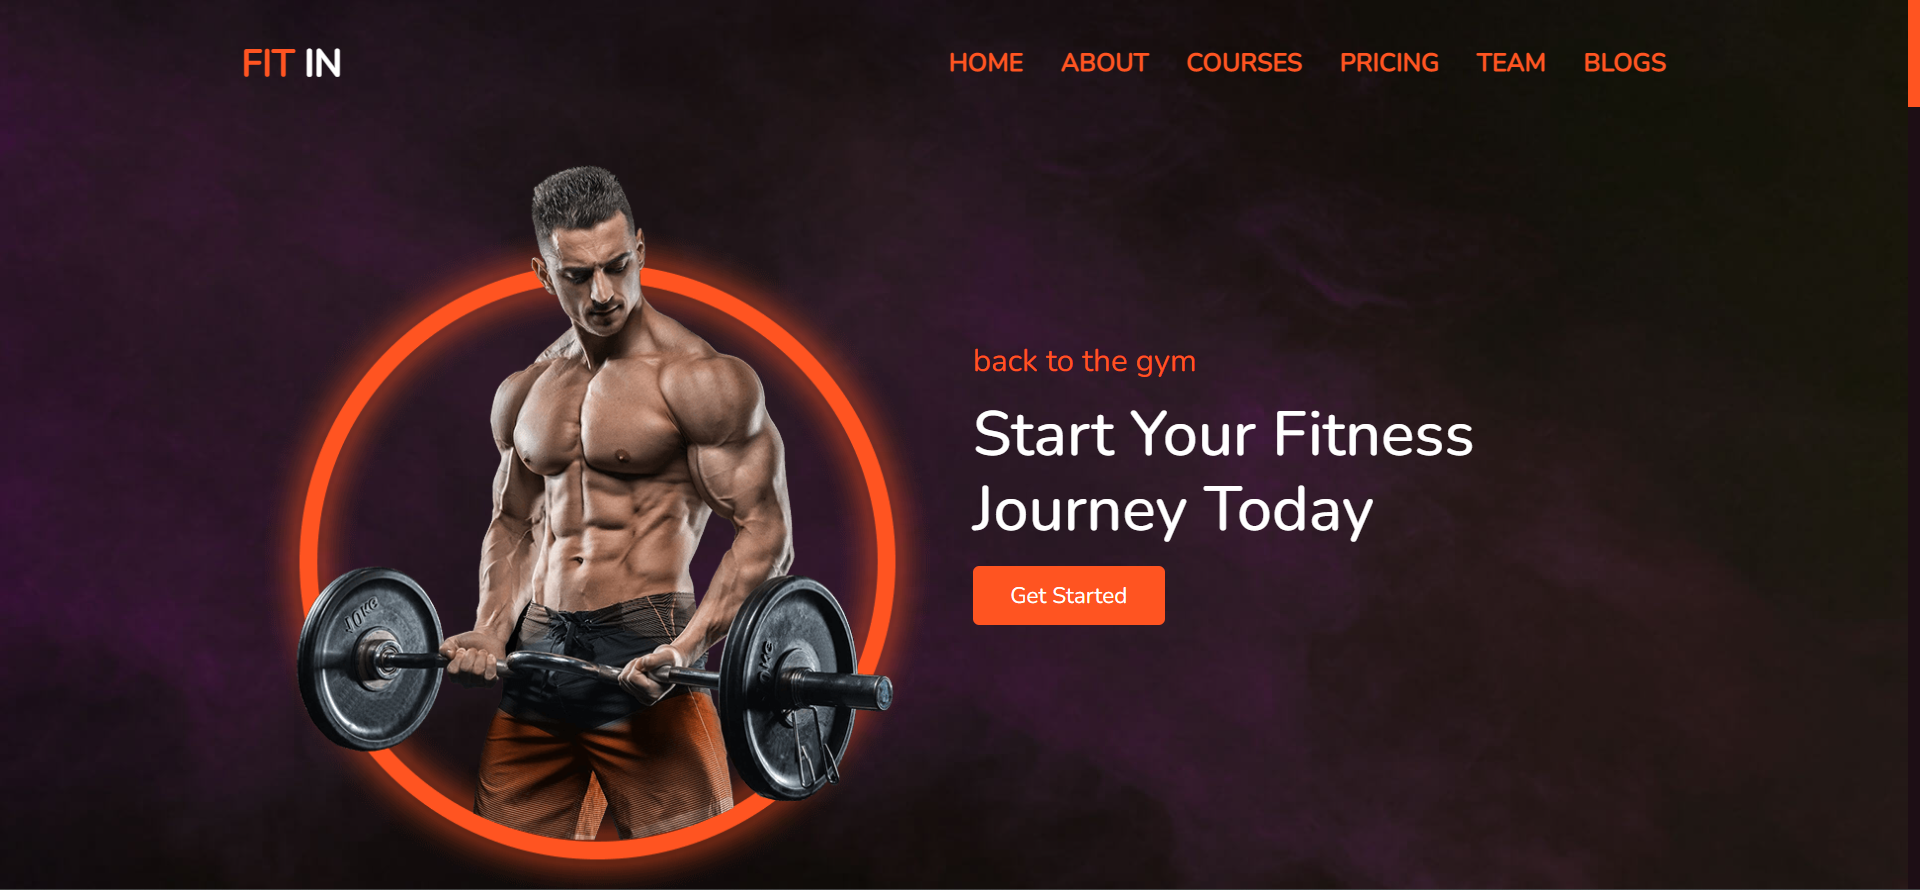 FIT IN
HOME ABOUT COURSES PRICING TEAM BLOGS
back to the gym
Start Your Fitness
Journey Today
Get Started
10KG